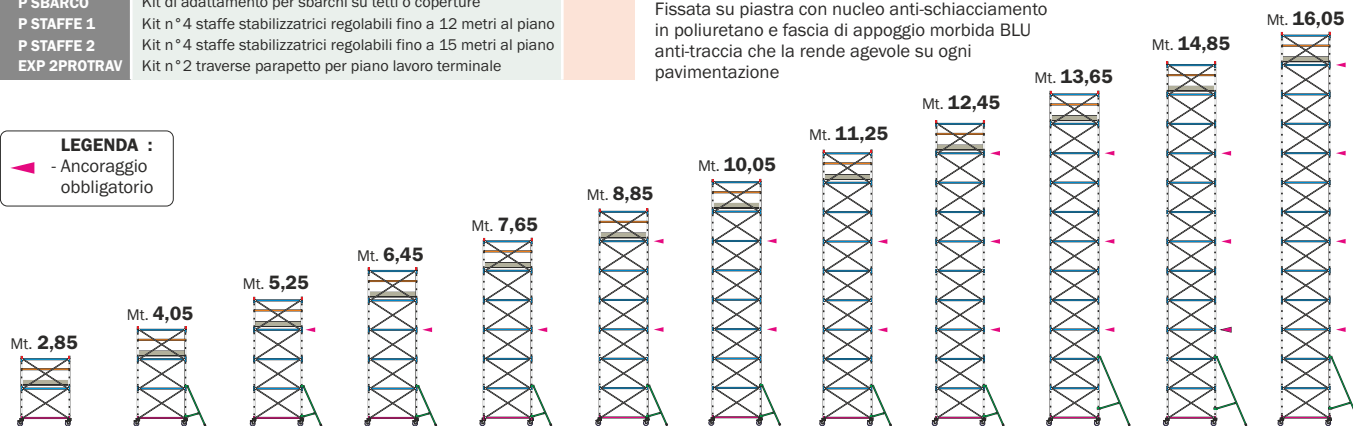 P SBARCO Kit di adattamento per sbarchi su tetti o coperture
P STAFFE 1 Kit n°4 staffe stabilizzatrici regolabili fino a 12 metri al piano
P STAFFE 2 Kit n°4 staffe stabilizzatrici regolabili fino a 15 metri al piano
EXP 2PROTRAV Kit n°2 traverse parapetto per piano lavoro terminale
Fissata su piastra con nucleo anti-schiacciamento
in poliuretano e fascia di appoggio morbida BLU
anti-traccia che la rende agevole su ogni
pavimentazione
LEGENDA :
- Ancoraggio
obbligatorio
Mt. 2,85
Mt. 4,05
Mt. 5,25
Mt. 6,45
Mt. 7,65
Mt. 8,85
Mt. 10,05
Mt. 11,25
Mt. 12,45
Mt. 13,65
Mt. 14,85
Mt. 16,05